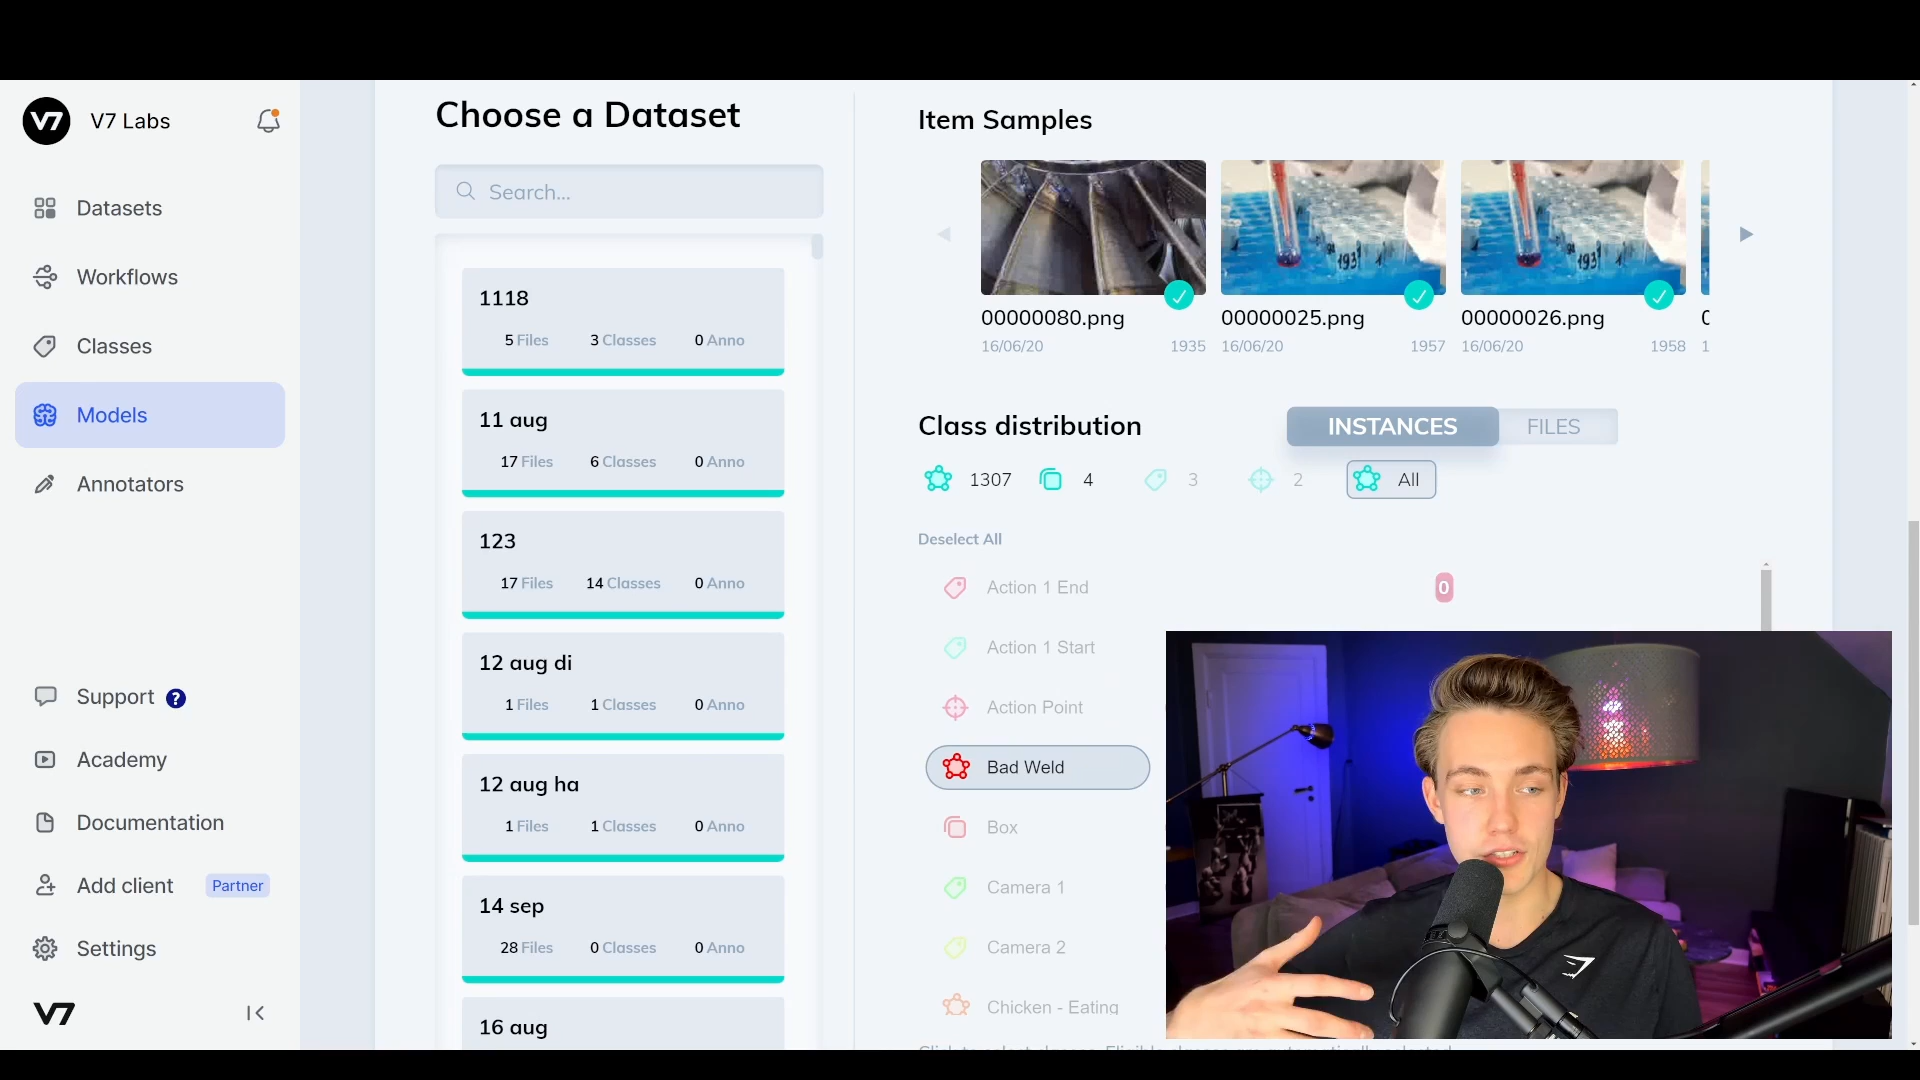 V7 Labs
Datasets
Workflows
Classes
Models
Annotators
Support ?
Academy
Documentation
Add client Partner
Settings
V7
Choose a Dataset
Search...
1118
5 Files 3 Classes 0 Anno
11 aug
17 Files 6 Classes 0 Anno
123
17 Files 14 Classes 0 Anno
12 aug di
1 Files 1 Classes 0 Anno
12 aug ha
1 Files 1 Classes 0 Anno
14 sep
28 Files 0 Classes 0 Anno
16 aug
Item Samples
193
193
00000080.png 00000025.png 00000026.png
16/06/20 1935 16/06/20 1957 16/06/20 1958
Class distribution
INSTANCES FILES
1307 4 3 2 All
Deselect All
Action 1 End 0
Action 1 Start
Action Point
Bad Weld
Box
Camera 1
Camera 2
Chicken - Eating